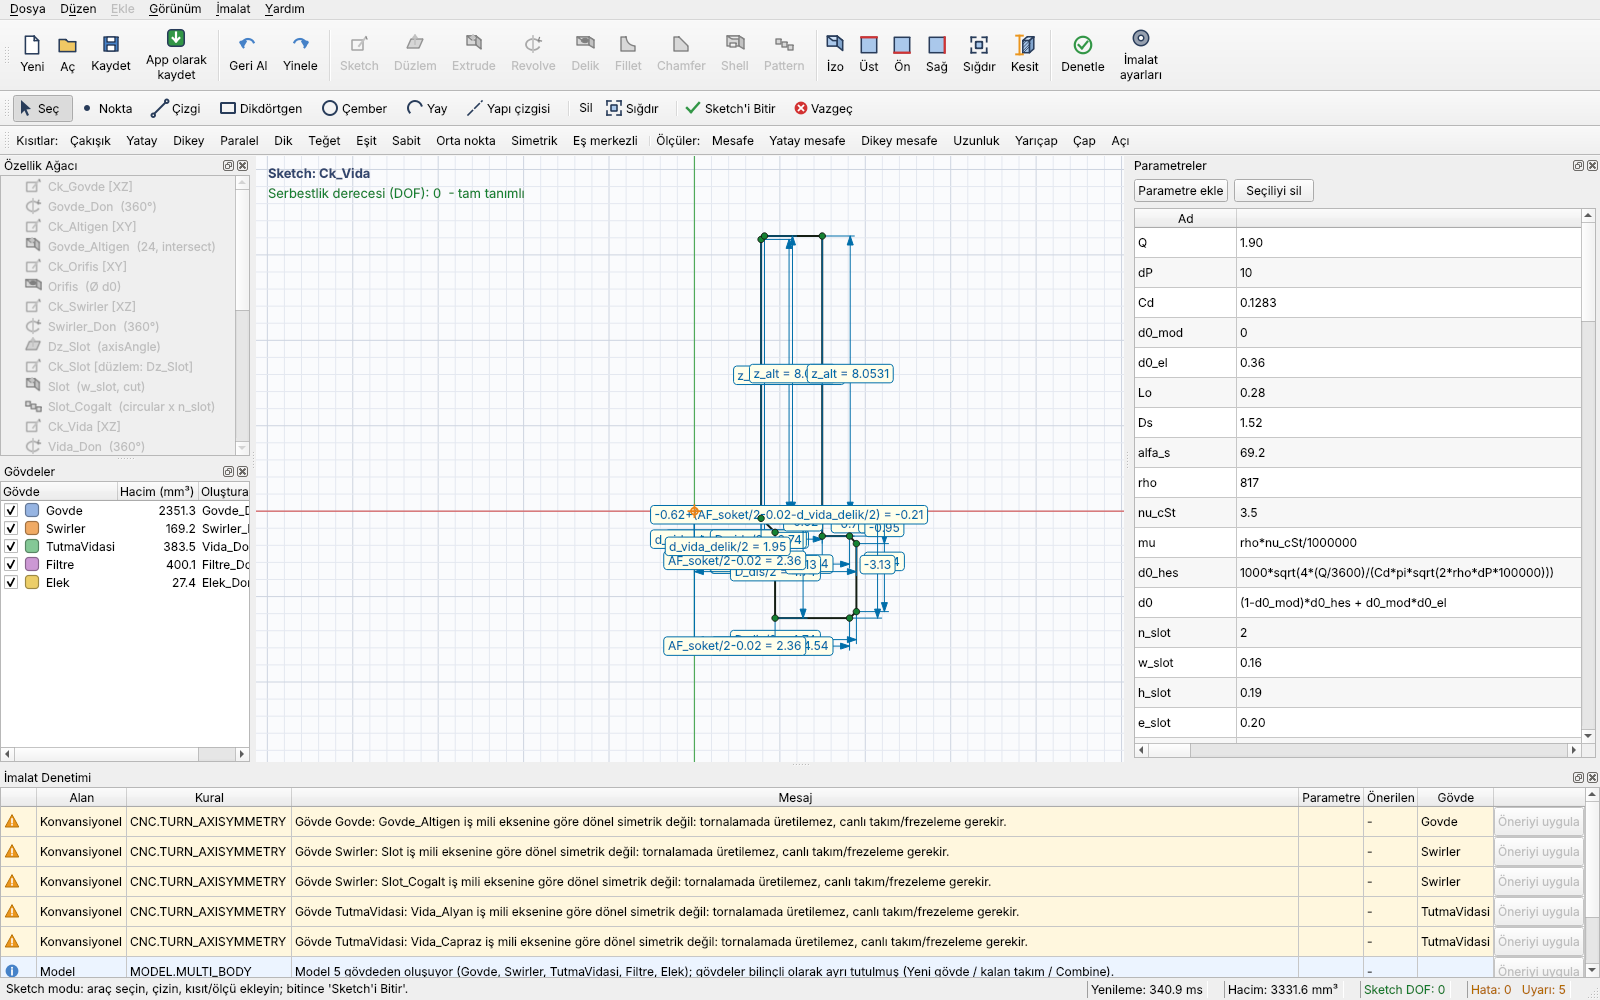 Dosya Düzen Ekle Görünüm İmalat Yardım
Yeni Aç Kaydet App olarak kaydet Geri Al Yinele Sketch Düzlem Extrude Revolve Delik Fillet Chamfer Shell Pattern İzo Üst Ön Sağ Sığdır Kesit Denetle İmalat ayarları
Seç Nokta Çizgi Dikdörtgen Çember Yay Yapı çizgisi Sil Sığdır Sketch'i Bitir Vazgeç
Kısıtlar: Çakışık Yatay Dikey Paralel Dik Teğet Eşit Sabit Orta nokta Simetrik Eş merkezli Ölçüler: Mesafe Yatay mesafe Dikey mesafe Uzunluk Yarıçap Çap Açı
Özellik Ağacı
Ck_Govde [XZ]
Govde_Don (360°)
Ck_Altigen [XY]
Govde_Altigen (24, intersect)
Ck_Orifis [XY]
Orifis (Ø d0)
Ck_Swirler [XZ]
Swirler_Don (360°)
Dz_Slot (axisAngle)
Ck_Slot [düzlem: Dz_Slot]
Slot (w_slot, cut)
Slot_Cogalt (circular x n_slot)
Ck_Vida [XZ]
Vida_Don (360°)
Gövdeler
Gövde Hacim (mm³) Oluştura
Govde 2351.3 Govde_D
Swirler 169.2 Swirler_
TutmaVidasi 383.5 Vida_Do
Filtre 400.1 Filtre_Do
Elek 27.4 Elek_Do
Sketch: Ck_Vida
Serbestlik derecesi (DOF): 0 - tam tanımlı
z_alt = 8.0531
-0.62+(AF_soket/2-0.02-d_vida_delik/2) = -0.21
-0.95
d_vida_delik/2 = 1.95
AF_soket/2-0.02 = 2.36
-3.13
AF_soket/2-0.02 = 2.36 4.54
Parametreler
Parametre ekle Seçiliyi sil
Ad
Q 1.90
dP 10
Cd 0.1283
d0_mod 0
d0_el 0.36
Lo 0.28
Ds 1.52
alfa_s 69.2
rho 817
nu_cSt 3.5
mu rho*nu_cSt/1000000
d0_hes 1000*sqrt(4*(Q/3600)/(Cd*pi*sqrt(2*rho*dP*100000)))
d0 (1-d0_mod)*d0_hes + d0_mod*d0_el
n_slot 2
w_slot 0.16
h_slot 0.19
e_slot 0.20
İmalat Denetimi
Alan Kural Mesaj Parametre Önerilen Gövde
Konvansiyonel CNC.TURN_AXISYMMETRY Gövde Govde: Govde_Altigen iş mili eksenine göre dönel simetrik değil: tornalamada üretilemez, canlı takım/frezeleme gerekir. - Govde Öneriyi uygula
Konvansiyonel CNC.TURN_AXISYMMETRY Gövde Swirler: Slot iş mili eksenine göre dönel simetrik değil: tornalamada üretilemez, canlı takım/frezeleme gerekir. - Swirler Öneriyi uygula
Konvansiyonel CNC.TURN_AXISYMMETRY Gövde Swirler: Slot_Cogalt iş mili eksenine göre dönel simetrik değil: tornalamada üretilemez, canlı takım/frezeleme gerekir. - Swirler Öneriyi uygula
Konvansiyonel CNC.TURN_AXISYMMETRY Gövde TutmaVidasi: Vida_Alyan iş mili eksenine göre dönel simetrik değil: tornalamada üretilemez, canlı takım/frezeleme gerekir. - TutmaVidasi Öneriyi uygula
Konvansiyonel CNC.TURN_AXISYMMETRY Gövde TutmaVidasi: Vida_Capraz iş mili eksenine göre dönel simetrik değil: tornalamada üretilemez, canlı takım/frezeleme gerekir. - TutmaVidasi Öneriyi uygula
Model MODEL.MULTI_BODY Model 5 gövdeden oluşuyor (Govde, Swirler, TutmaVidasi, Filtre, Elek); gövdeler bilinçli olarak ayrı tutulmuş (Yeni gövde / kalan takım / Combine). - Öneriyi uygula
Sketch modu: araç seçin, çizin, kısıt/ölçü ekleyin; bitince 'Sketch'i Bitir'. Yenileme: 340.9 ms Hacim: 3331.6 mm³ Sketch DOF: 0 Hata: 0 Uyarı: 5